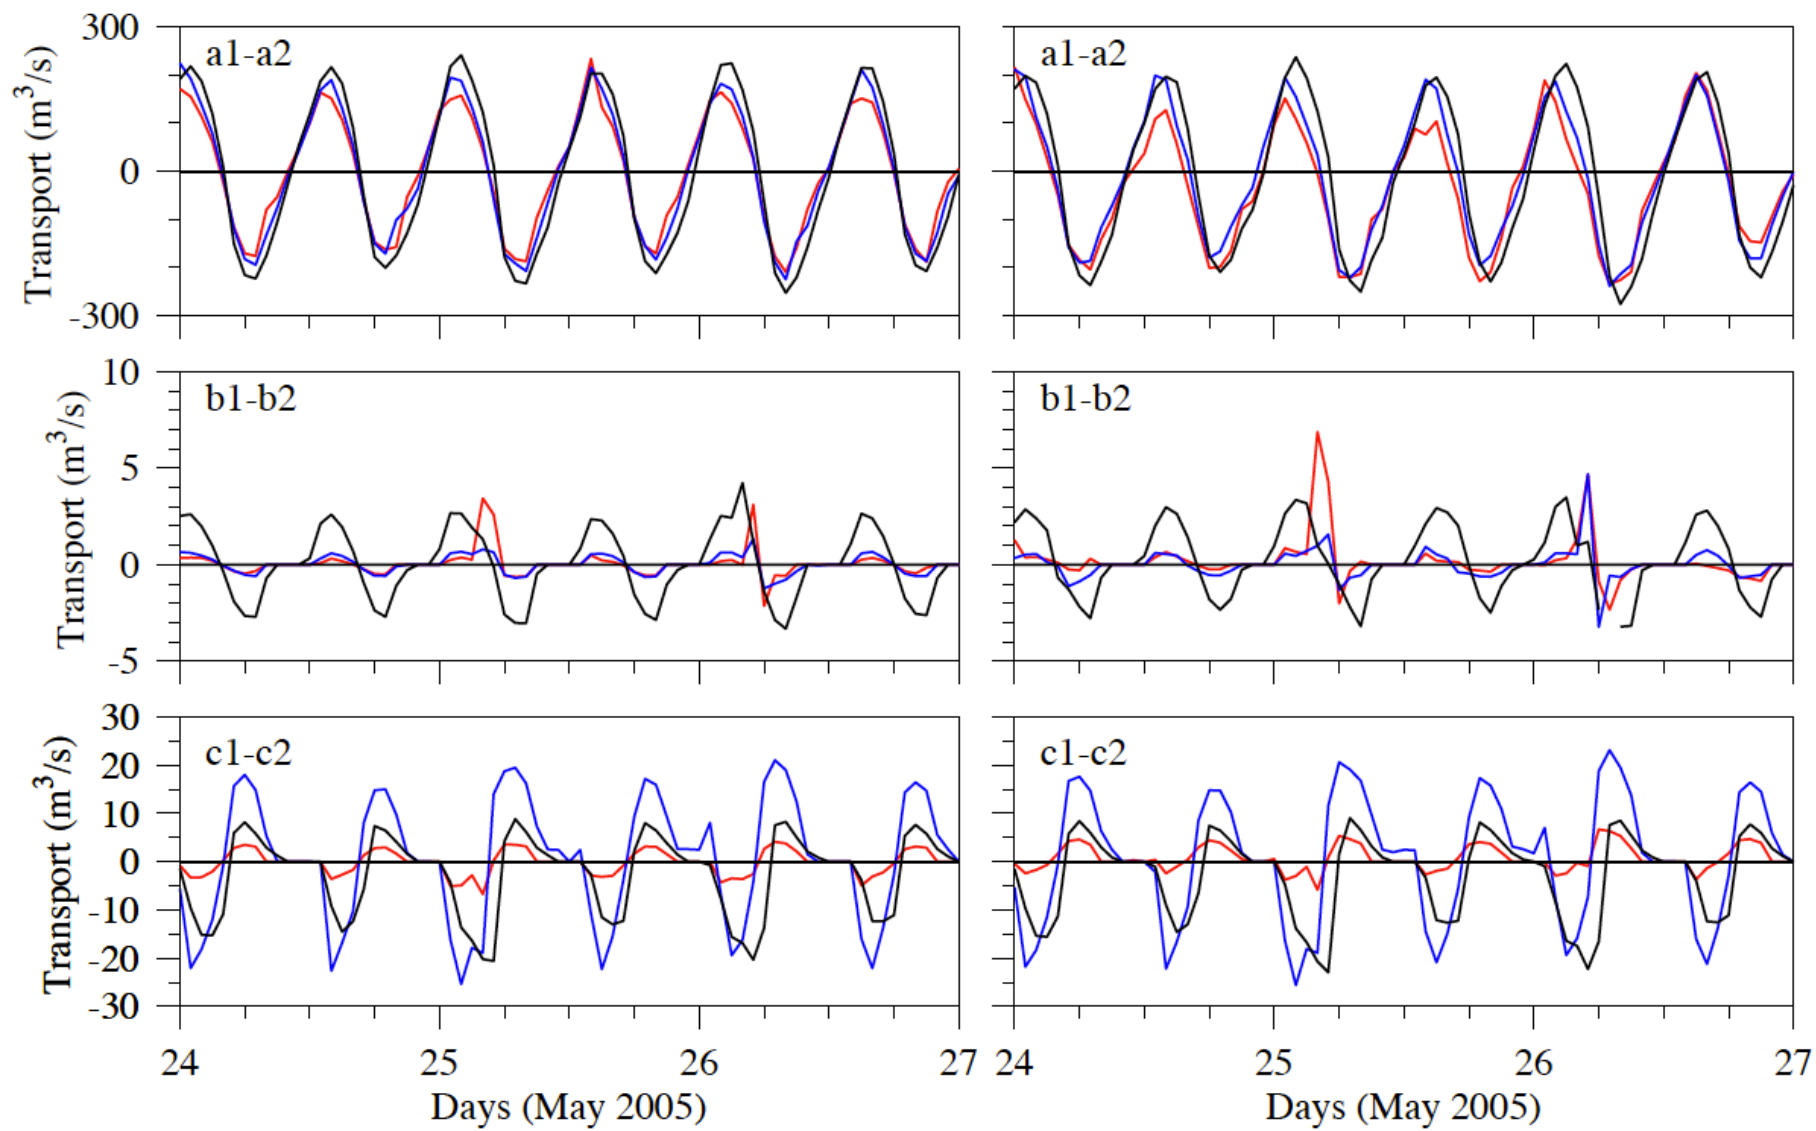 Transport (m³/s)
300
0
-300
a1-a2
a1-a2
Transport (m³/s)
10
5
0
-5
b1-b2
b1-b2
Transport (m³/s)
30
20
10
0
-10
-20
-30
c1-c2
c1-c2
24 25 26 27
24 25 26 27
Days (May 2005)
Days (May 2005)